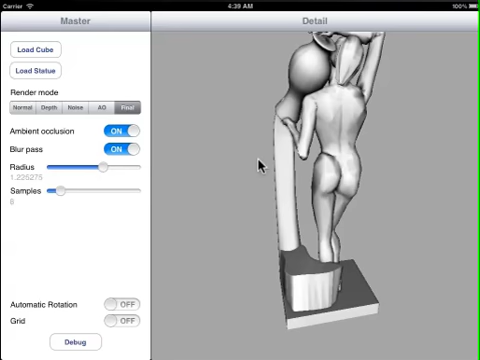 Carrier
4:39 AM
100%
Master
Detail
Load Cube
Load Statue
Render mode
Normal Depth Noise AO Final
Ambient occlusion ON
Blur pass ON
Radius
1.225275
Samples
8
Automatic Rotation OFF
Grid OFF
Debug